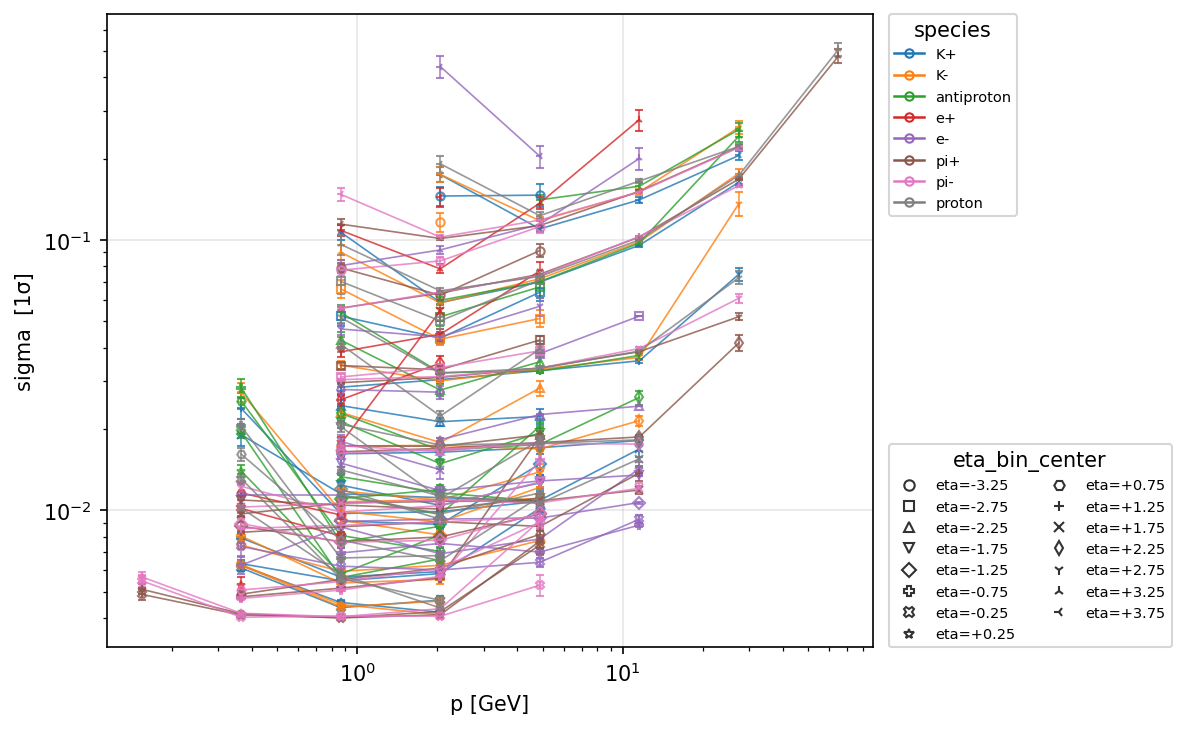 sigma [1σ]
10⁻¹
10⁻²
10⁰
10¹
p [GeV]
species
K+
K-
antiproton
e+
e-
pi+
pi-
proton
eta_bin_center
eta=-3.25
eta=-2.75
eta=-2.25
eta=-1.75
eta=-1.25
eta=-0.75
eta=-0.25
eta=+0.25
eta=+0.75
eta=+1.25
eta=+1.75
eta=+2.25
eta=+2.75
eta=+3.25
eta=+3.75